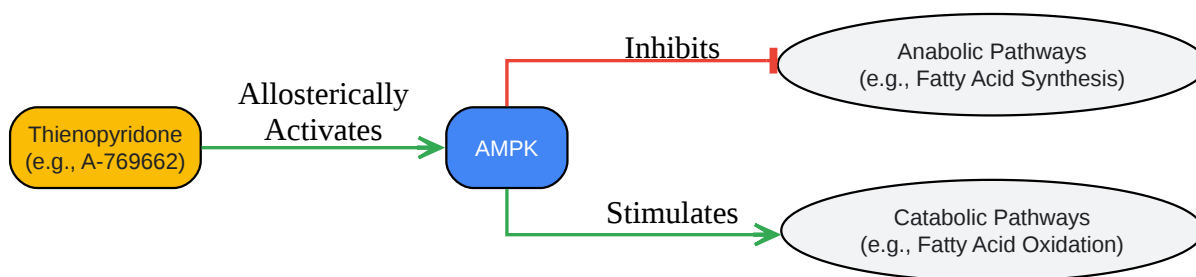 Thienopyridone
(e.g., A-769662)
Allosterically
Activates
AMPK
Inhibits
Anabolic Pathways
(e.g., Fatty Acid Synthesis)
Stimulates
Catabolic Pathways
(e.g., Fatty Acid Oxidation)